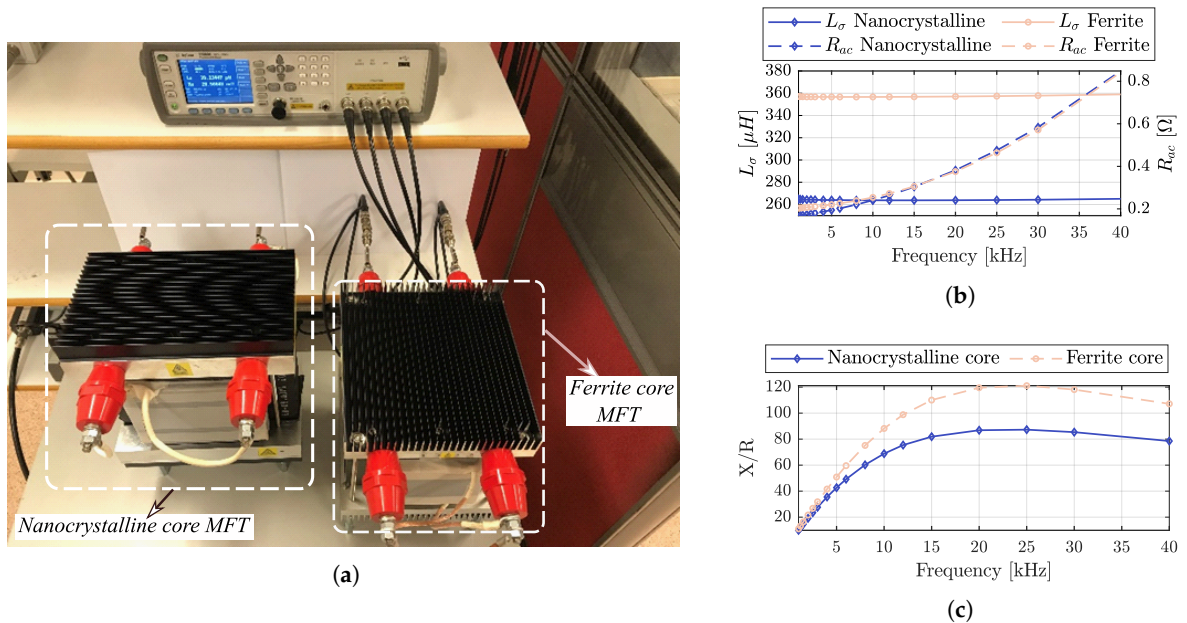 Nanocrystalline core MFT
Ferrite core
MFT
(a)
L_σ Nanocrystalline
L_σ Ferrite
R_ac Nanocrystalline
R_ac Ferrite
380
360
340
320
300
280
260
L_σ [μH]
0.8
0.6
0.4
0.2
R_ac [Ω]
5 10 15 20 25 30 35 40
Frequency [kHz]
(b)
Nanocrystalline core
Ferrite core
120
100
80
60
40
20
X/R
5 10 15 20 25 30 35 40
Frequency [kHz]
(c)